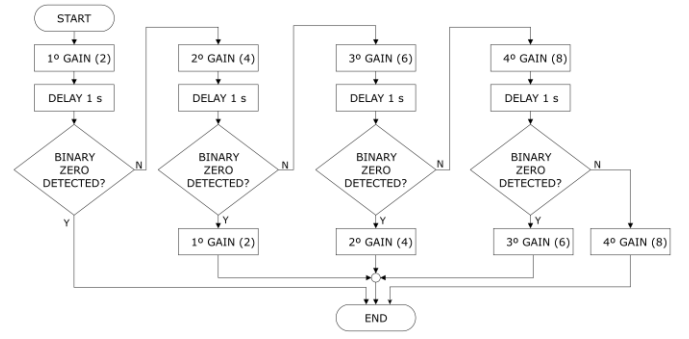 START
1º GAIN (2)
DELAY 1 s
BINARY
ZERO
DETECTED?
N
Y
2º GAIN (4)
DELAY 1 s
BINARY
ZERO
DETECTED?
N
Y
1º GAIN (2)
3º GAIN (6)
DELAY 1 s
BINARY
ZERO
DETECTED?
N
Y
2º GAIN (4)
4º GAIN (8)
DELAY 1 s
BINARY
ZERO
DETECTED?
N
Y
3º GAIN (6)
4º GAIN (8)
END